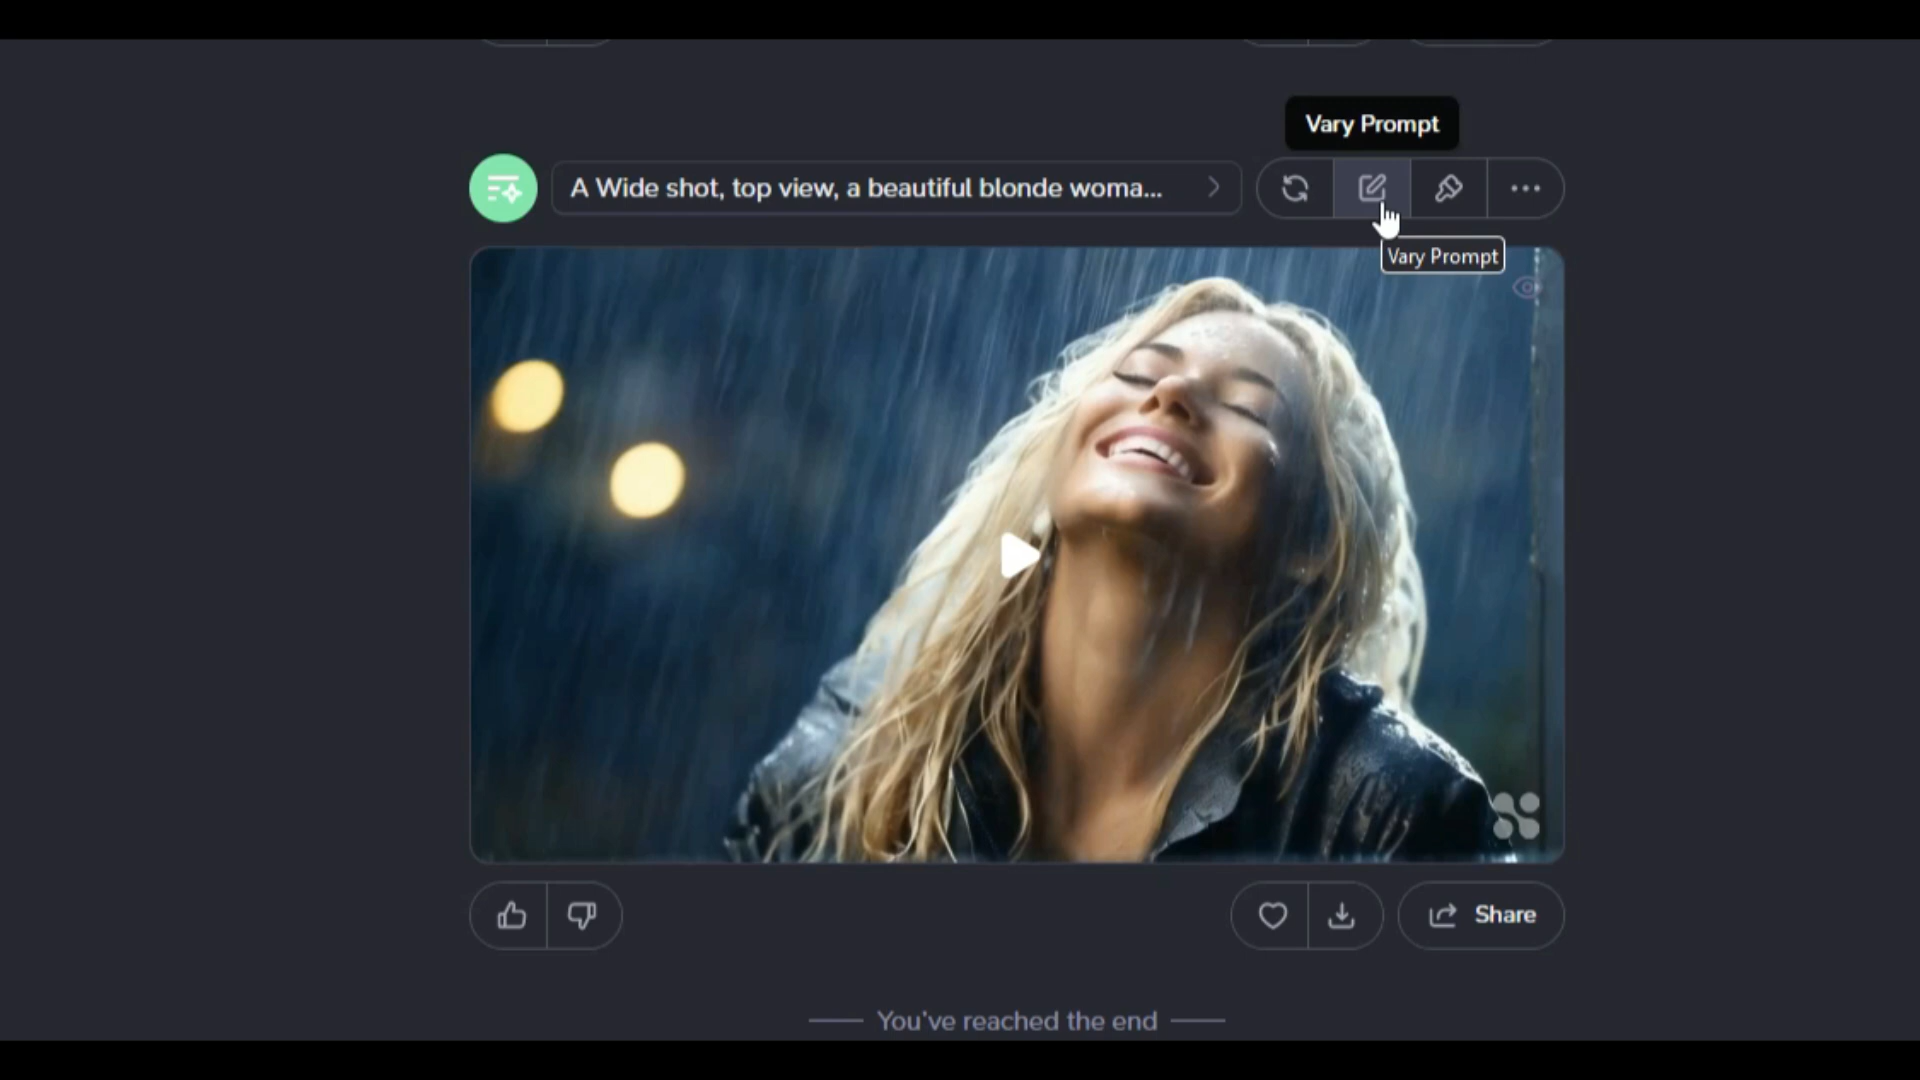 Vary Prompt
A Wide shot, top view, a beautiful blonde woma...
Vary Prompt
Share
You've reached the end